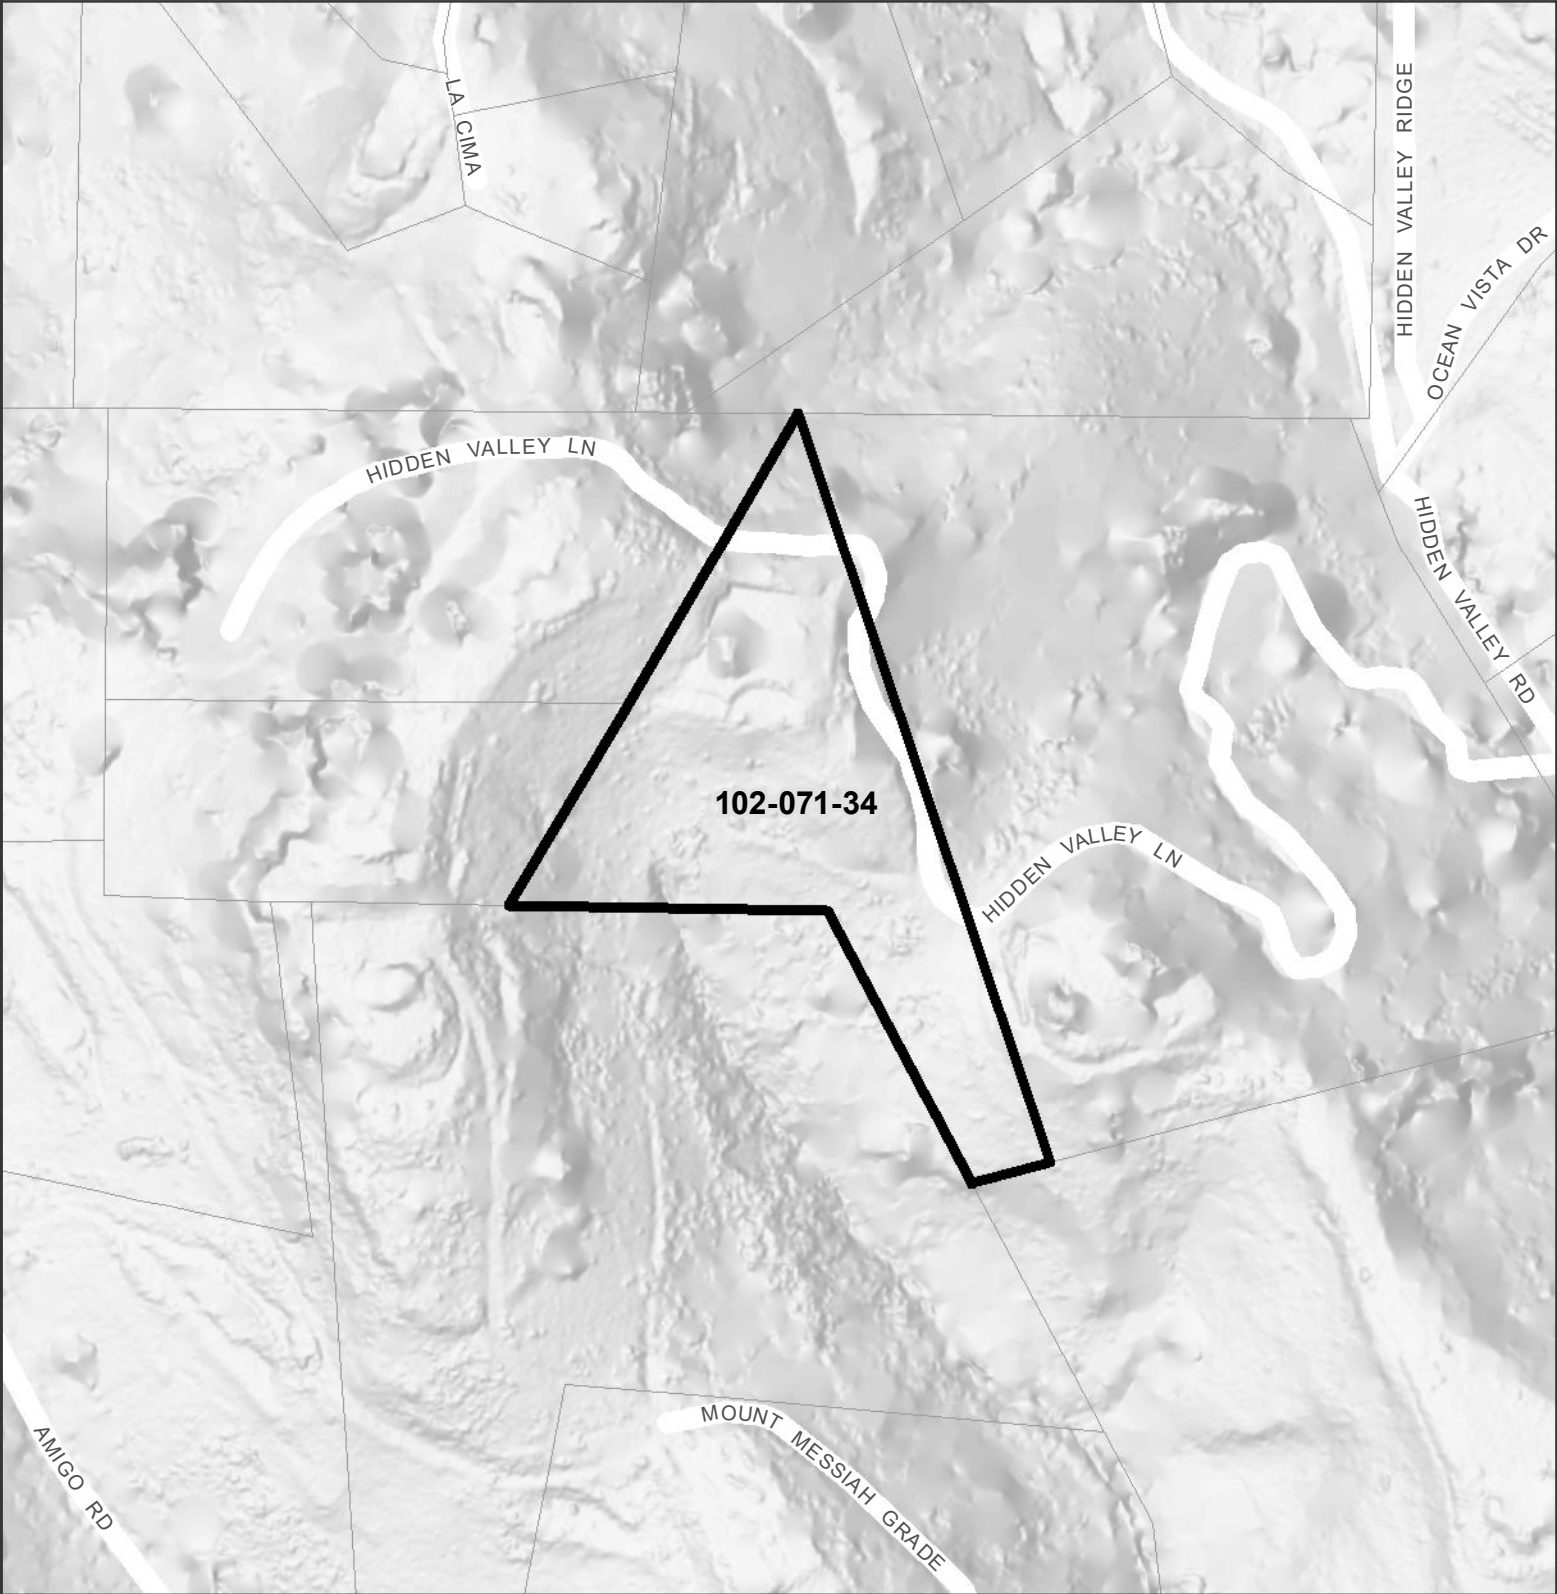 LA CIMA
HIDDEN VALLEY RIDGE
OCEAN VISTA DR
HIDDEN VALLEY LN
HIDDEN VALLEY RD
102-071-34
HIDDEN VALLEY LN
MOUNT MESSIAH GRADE
AMIGO RD